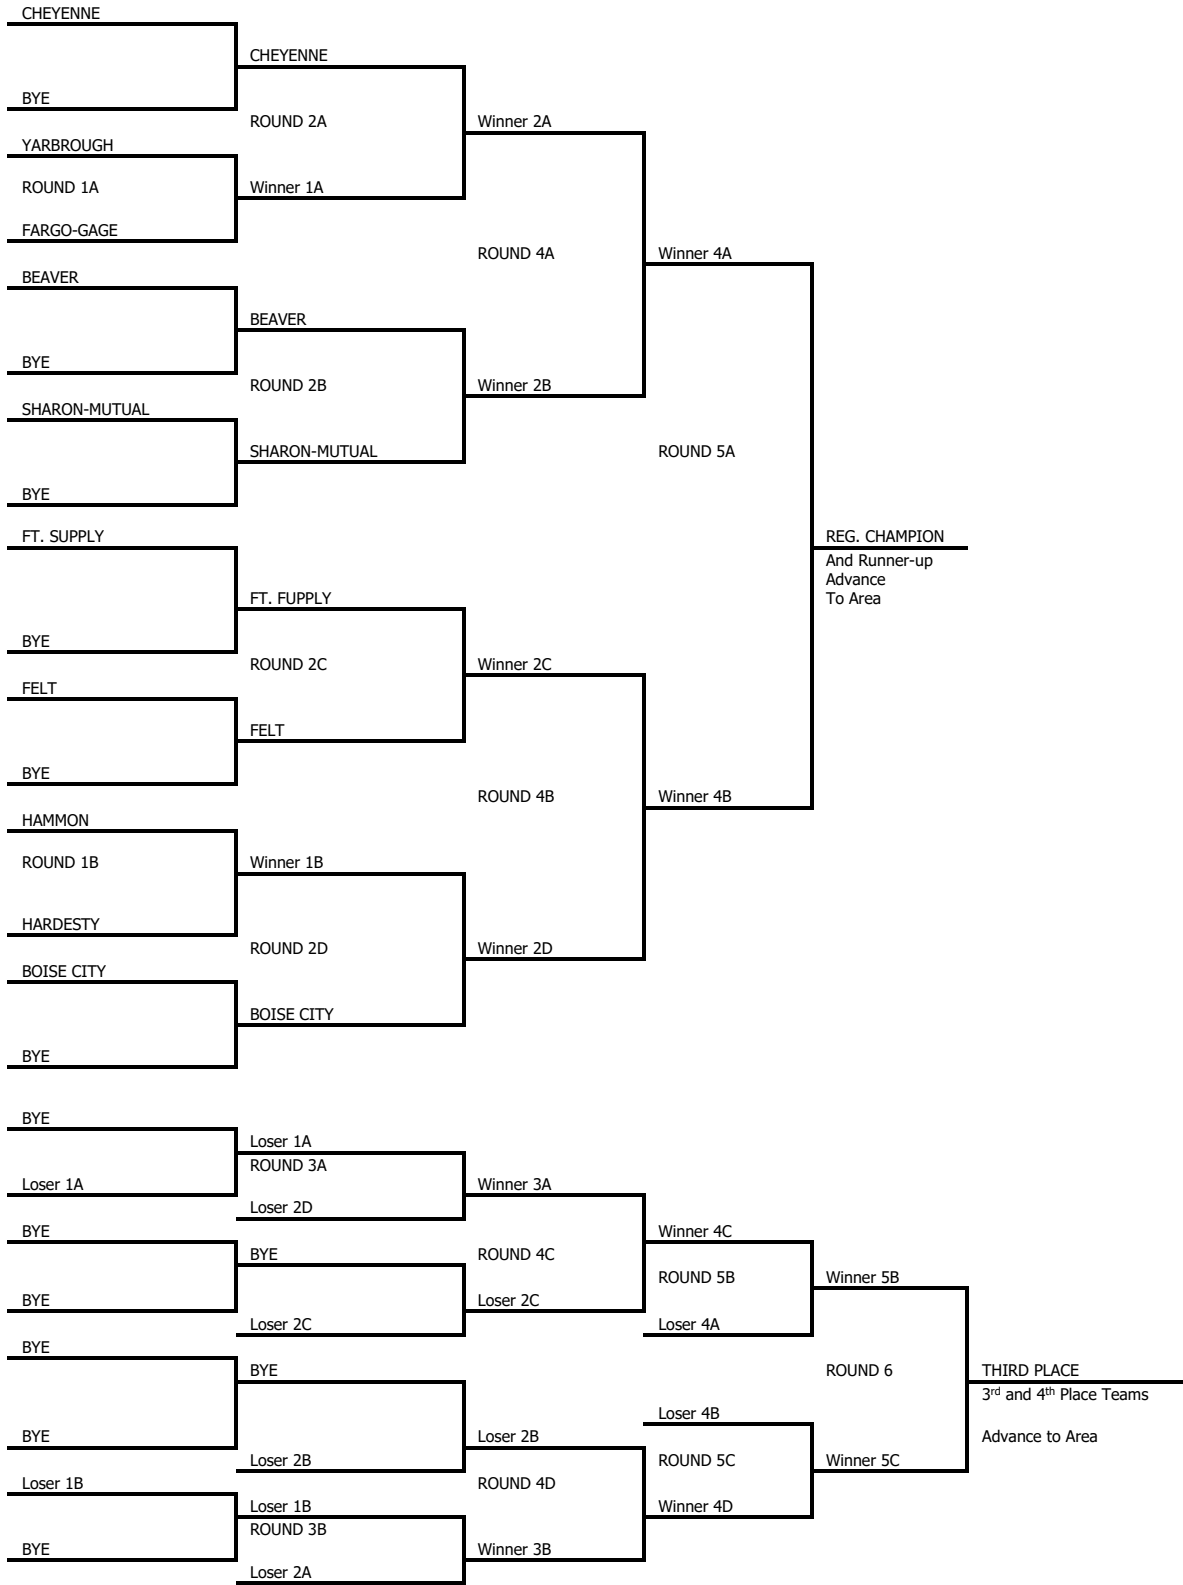 CHEYENNE
CHEYENNE
BYE
ROUND 2A
Winner 2A
YARBROUGH
ROUND 1A
Winner 1A
FARGO-GAGE
ROUND 4A
Winner 4A
BEAVER
BEAVER
BYE
ROUND 2B
Winner 2B
SHARON-MUTUAL
SHARON-MUTUAL
ROUND 5A
BYE
FT. SUPPLY
REG. CHAMPION
And Runner-up
Advance
To Area
FT. FUPPLY
BYE
ROUND 2C
Winner 2C
FELT
FELT
BYE
ROUND 4B
Winner 4B
HAMMON
ROUND 1B
Winner 1B
HARDESTY
ROUND 2D
Winner 2D
BOISE CITY
BOISE CITY
BYE
BYE
Loser 1A
ROUND 3A
Loser 1A
Winner 3A
Loser 2D
BYE
Winner 4C
BYE
ROUND 4C
ROUND 5B
Winner 5B
BYE
Loser 2C
Loser 2C
Loser 4A
BYE
BYE
ROUND 6
THIRD PLACE
3rd and 4th Place Teams
Loser 4B
BYE
Loser 2B
Advance to Area
Loser 2B
ROUND 5C
Winner 5C
Loser 1B
ROUND 4D
Loser 1B
Winner 4D
ROUND 3B
BYE
Winner 3B
Loser 2A